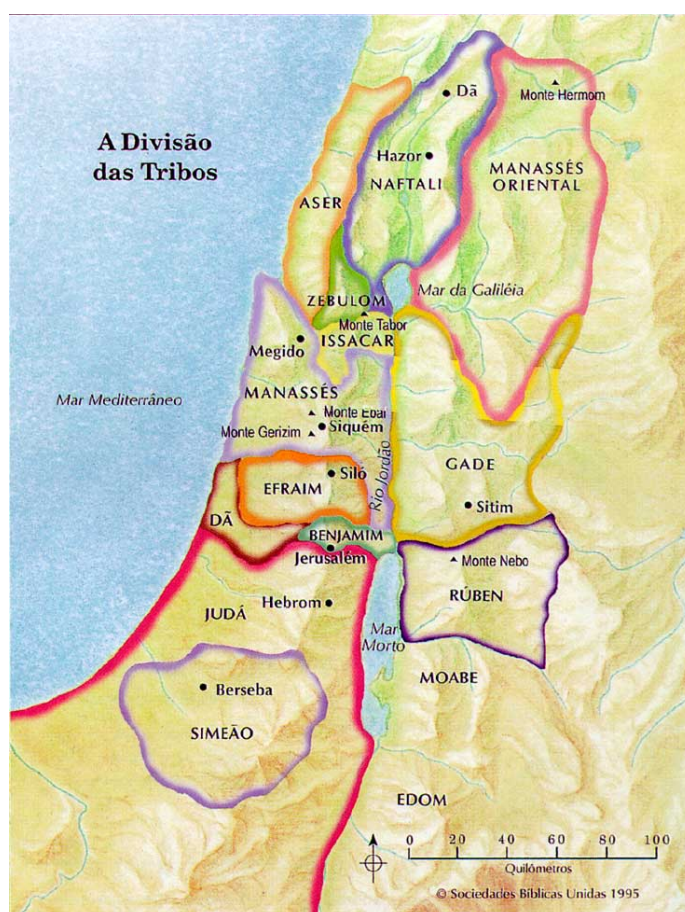 A Divisão
das Tribos
Dã
Monte Hermom
Hazor
NAFTALI
MANASSÉS
ORIENTAL
ASER
Mar da Galiléia
ZEBULOM
Monte Tabor
ISSACAR
Megido
MANASSÉS
Mar Mediterrâneo
Monte Ebal
Siquém
Monte Gerizim
Rio Jordão
GADE
Siló
EFRAIM
Sitim
DÃ
BENJAMIM
Jerusalém
Monte Nebo
RÚBEN
Hebrom
JUDÁ
Mar
Morto
MOABE
Berseba
SIMEÃO
EDOM
0 20 40 60 80 100
Quilômetros
© Sociedades Bíblicas Unidas 1995